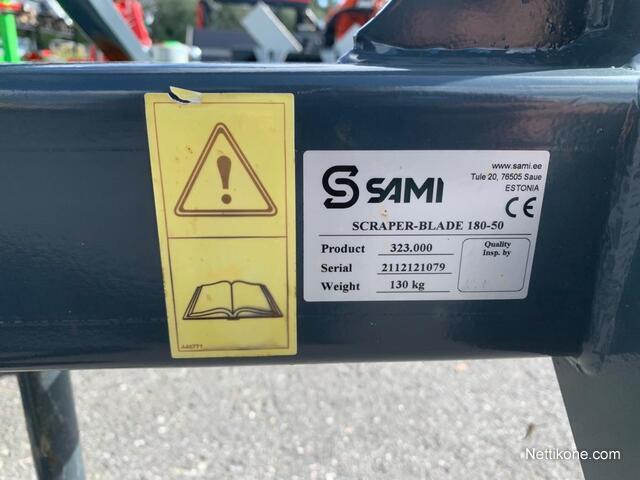 www.sami.ee
Tule 20, 76505 Saue
ESTONIA
SAMI
CE
SCRAPER-BLADE 180-50
Product 323.000
Serial 2112121079
Weight 130 kg
Quality
Insp. by
A46771
Nettikone.com